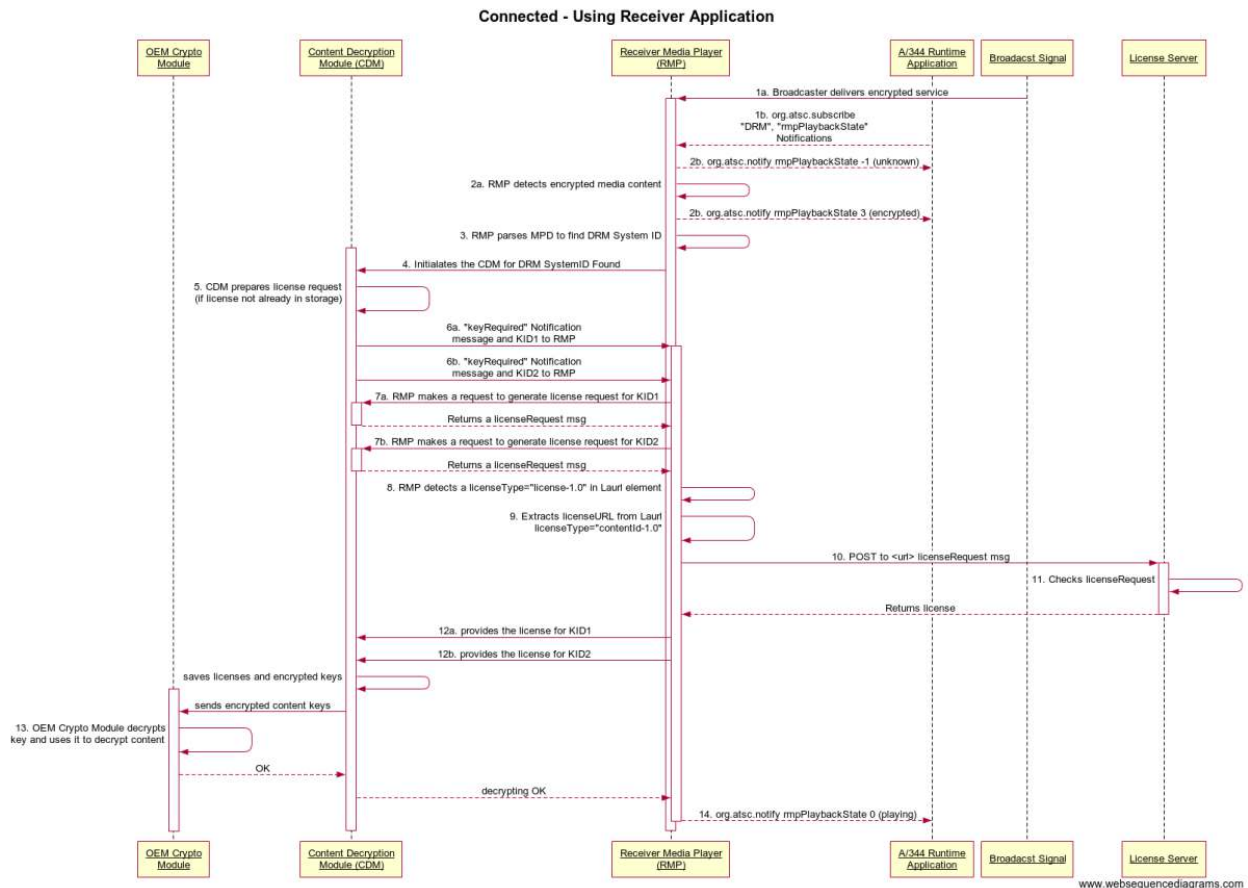 Connected - Using Receiver Application
OEM Crypto
Module
Content Decryption
Module (CDM)
Receiver Media Player
(RMP)
A/344 Runtime
Application
Broadacst Signal
License Server
1a. Broadcaster delivers encrypted service
1b. org.atsc.subscribe
"DRM", "rmpPlaybackState"
Notifications
2b. org.atsc.notify rmpPlaybackState -1 (unknown)
2a. RMP detects encrypted media content
2b. org.atsc.notify rmpPlaybackState 3 (encrypted)
3. RMP parses MPD to find DRM System ID
4. Initialates the CDM for DRM SystemID Found
5. CDM prepares license request
(if license not already in storage)
6a. "keyRequired" Notification
message and KID1 to RMP
6b. "keyRequired" Notification
message and KID2 to RMP
7a. RMP makes a request to generate license request for KID1
Returns a licenseRequest msg
7b. RMP makes a request to generate license request for KID2
Returns a licenseRequest msg
8. RMP detects a licenseType="license-1.0" in Laurl element
9. Extracts licenseURL from Laurl
licenseType="contentId-1.0"
10. POST to <url> licenseRequest msg
11. Checks licenseRequest
Returns license
12a. provides the license for KID1
12b. provides the license for KID2
saves licenses and encrypted keys
sends encrypted content keys
13. OEM Crypto Module decrypts
key and uses it to decrypt content
OK
decrypting OK
14. org.atsc.notify rmpPlaybackState 0 (playing)
OEM Crypto
Module
Content Decryption
Module (CDM)
Receiver Media Player
(RMP)
A/344 Runtime
Application
Broadacst Signal
License Server
www.websequencediagrams.com